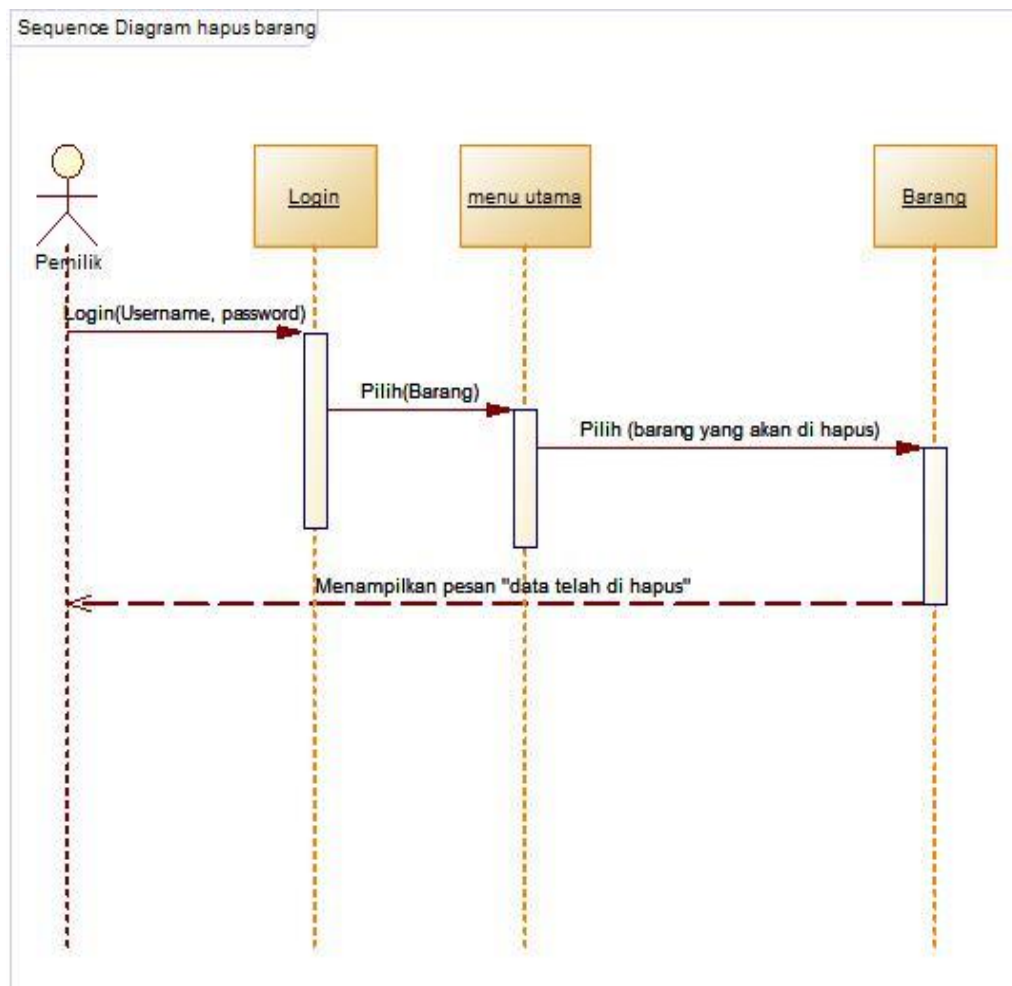 Sequence Diagram hapus barang
Login
menu utama
Barang
Pemilik
Login(Username, password)
Pilih(Barang)
Pilih (barang yang akan di hapus)
Menampilkan pesan "data telah di hapus"